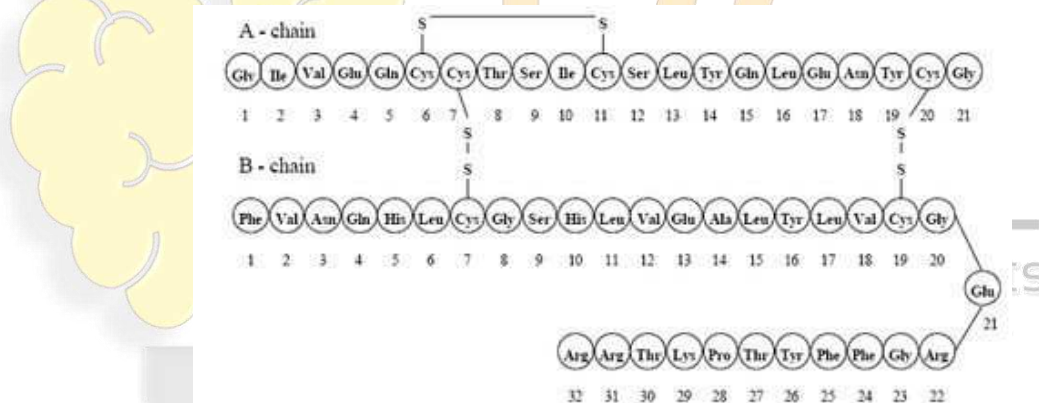 S S
A - chain
Gly Ile Val Glu Gln Cys Cys Thr Ser Ile Cys Ser Leu Tyr Gln Leu Glu Asn Tyr Cys Gly
1 2 3 4 5 6 7 8 9 10 11 12 13 14 15 16 17 18 19 20 21
S S
B - chain
S S
Phe Val Asn Gln His Leu Cys Gly Ser His Leu Val Glu Ala Leu Tyr Leu Val Cys Gly
1 2 3 4 5 6 7 8 9 10 11 12 13 14 15 16 17 18 19 20
Glu
21
Arg Arg Thr Lys Pro Thr Tyr Phe Phe Gly Arg
32 31 30 29 28 27 26 25 24 23 22